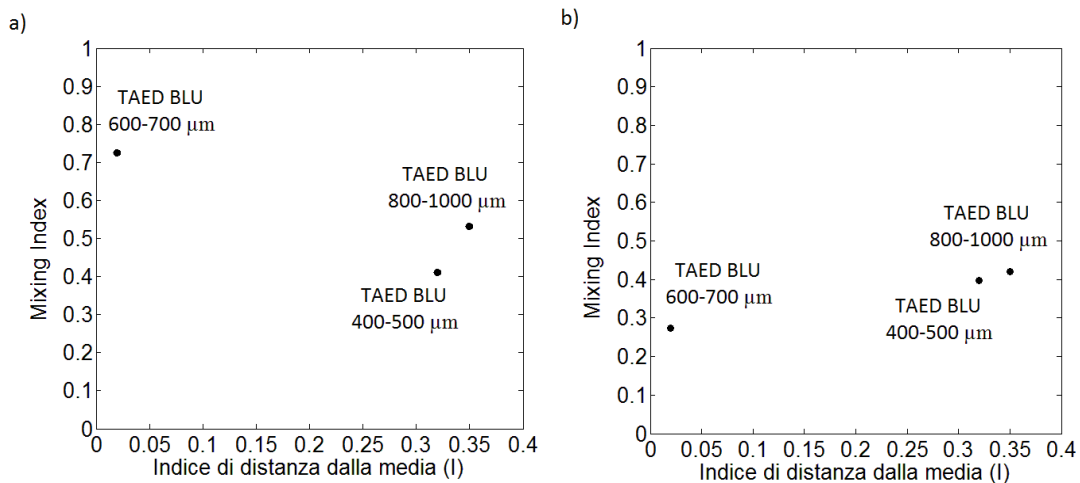 a)
1
0.9
0.8
0.7
0.6
0.5
0.4
0.3
0.2
0.1
0
Mixing Index
TAED BLU
600-700 µm
TAED BLU
800-1000 µm
TAED BLU
400-500 µm
0 0.05 0.1 0.15 0.2 0.25 0.3 0.35 0.4
Indice di distanza dalla media (I)
b)
1
0.9
0.8
0.7
0.6
0.5
0.4
0.3
0.2
0.1
0
Mixing Index
TAED BLU
800-1000 µm
TAED BLU
600-700 µm
TAED BLU
400-500 µm
0 0.05 0.1 0.15 0.2 0.25 0.3 0.35 0.4
Indice di distanza dalla media (I)